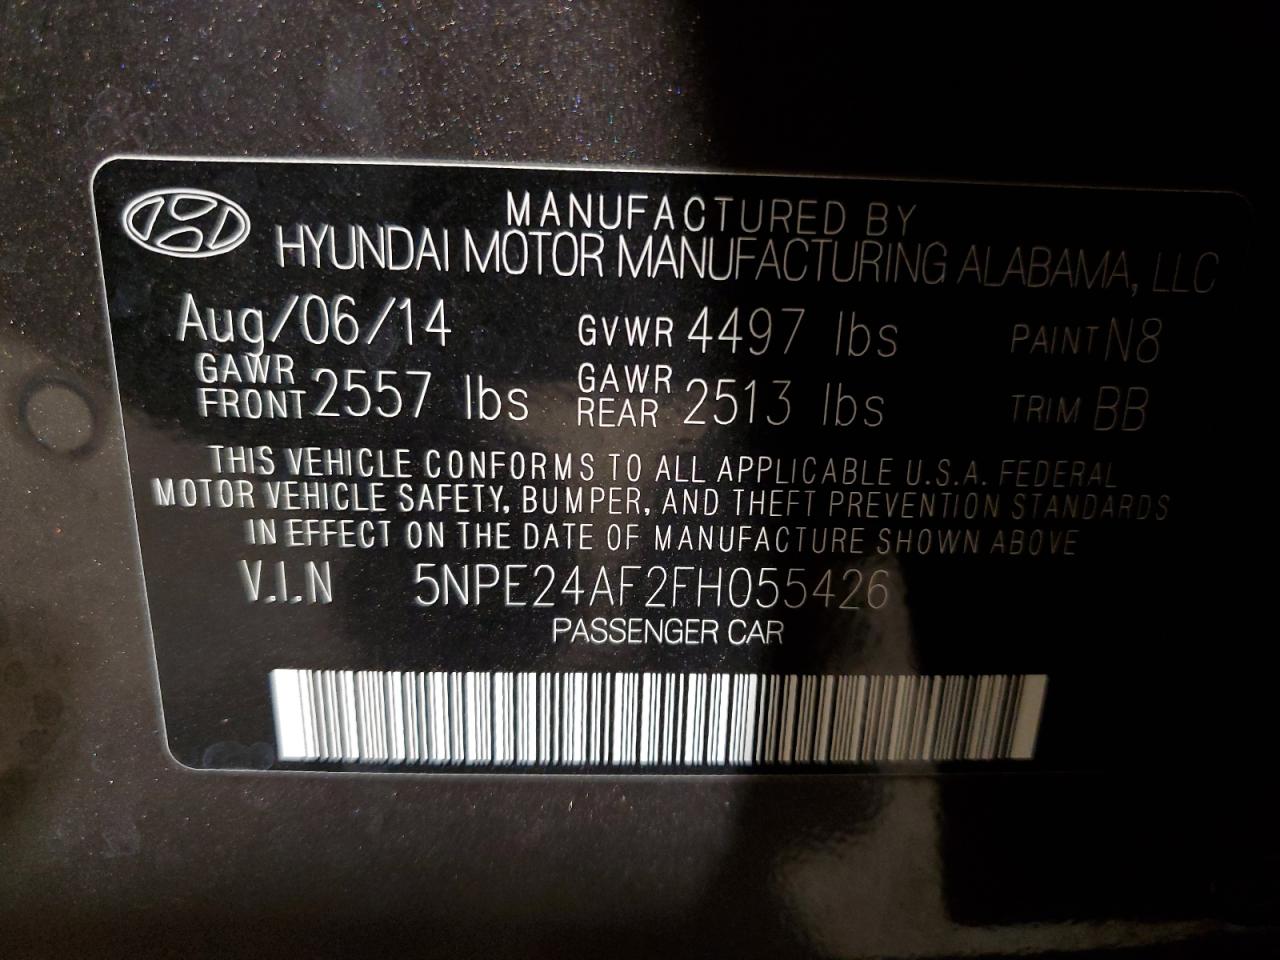 MANUFACTURED BY
HYUNDAI MOTOR MANUFACTURING ALABAMA, LLC
Aug/06/14 GVWR 4497 lbs PAINT N8
GAWR FRONT 2557 lbs GAWR REAR 2513 lbs TRIM BB
THIS VEHICLE CONFORMS TO ALL APPLICABLE U.S.A. FEDERAL
MOTOR VEHICLE SAFETY, BUMPER, AND THEFT PREVENTION STANDARDS
IN EFFECT ON THE DATE OF MANUFACTURE SHOWN ABOVE
V.I.N 5NPE24AF2FH055426
PASSENGER CAR